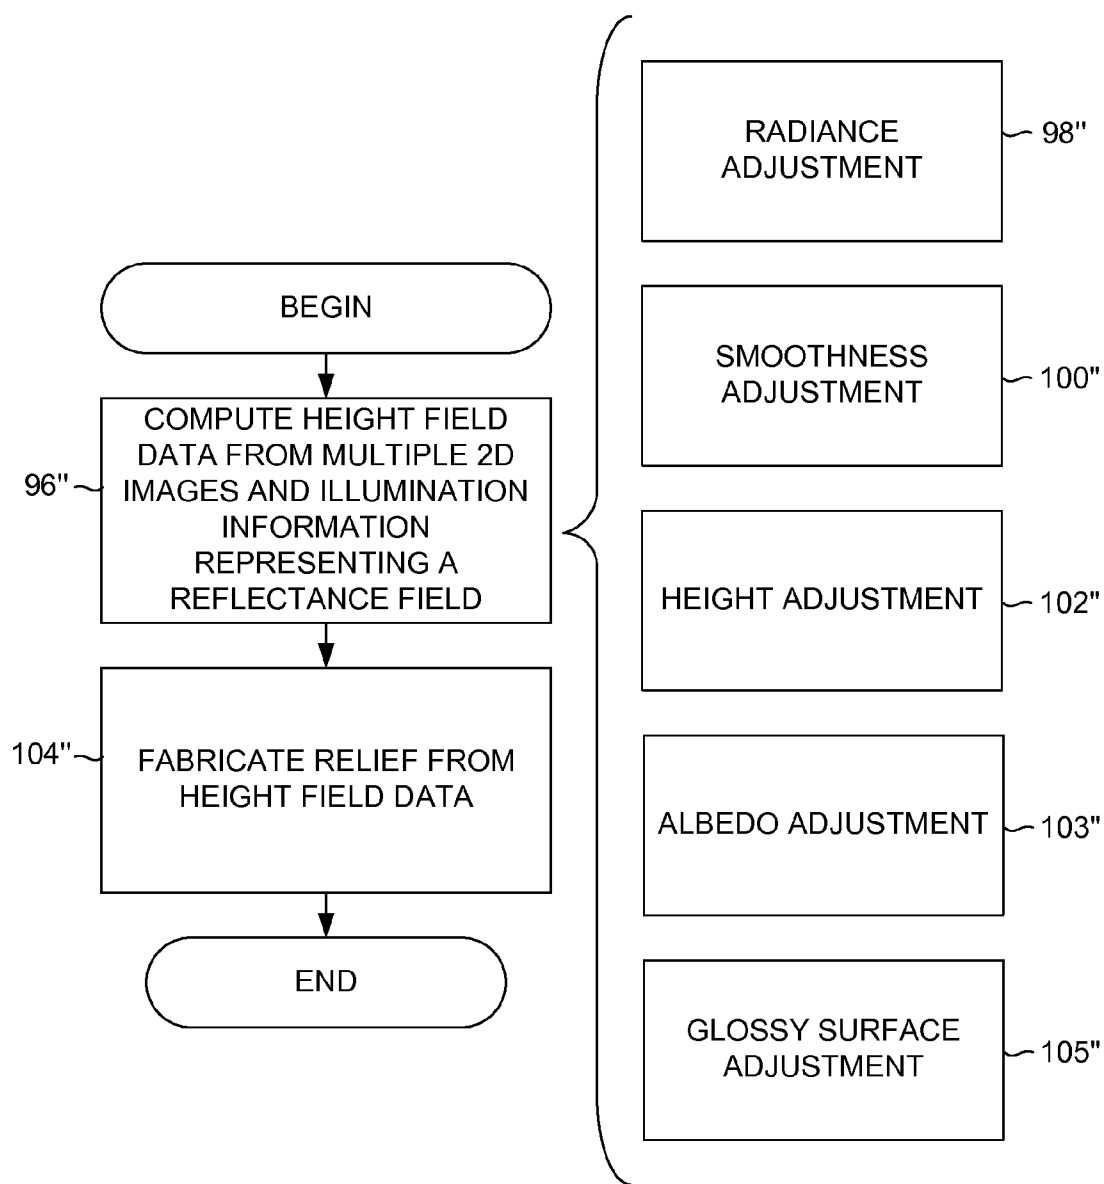 BEGIN
96"
COMPUTE HEIGHT FIELD
DATA FROM MULTIPLE 2D
IMAGES AND ILLUMINATION
INFORMATION
REPRESENTING A
REFLECTANCE FIELD
104"
FABRICATE RELIEF FROM
HEIGHT FIELD DATA
END
RADIANCE
ADJUSTMENT
98"
SMOOTHNESS
ADJUSTMENT
100"
HEIGHT ADJUSTMENT
102"
ALBEDO ADJUSTMENT
103"
GLOSSY SURFACE
ADJUSTMENT
105"